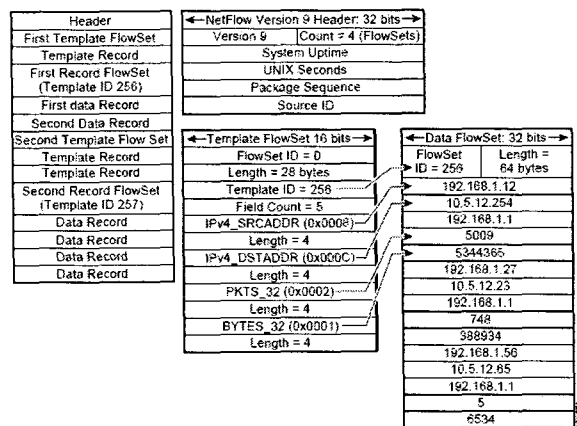 Header
First Template FlowSet
Template Record
First Record FlowSet
(Template ID 256)
First data Record
Second Data Record
Second Template Flow Set
Template Record
Template Record
Second Record FlowSet
(Template ID 257)
Data Record
Data Record
Data Record
Data Record
NetFlow Version 9 Header: 32 bits
Version 9
Count = 4 (FlowSets)
System Uptime
UNIX Seconds
Package Sequence
Source ID
Template FlowSet 16 bits
FlowSet ID = 0
Length = 28 bytes
Template ID = 256
Field Count = 5
IPv4_SRCADDR (0x0008)
Length = 4
IPv4_DSTADDR (0x000C)
Length = 4
PKTS_32 (0x0002)
Length = 4
BYTES_32 (0x0001)
Length = 4
Data FlowSet: 32 bits
FlowSet
ID = 256
Length =
64 bytes
192.168.1.12
10.5.12.254
192.168.1.1
5009
5344365
192.168.1.27
10.5.12.23
192.168.1.1
748
388934
192.168.1.56
10.5.12.65
192.168.1.1
5
6534